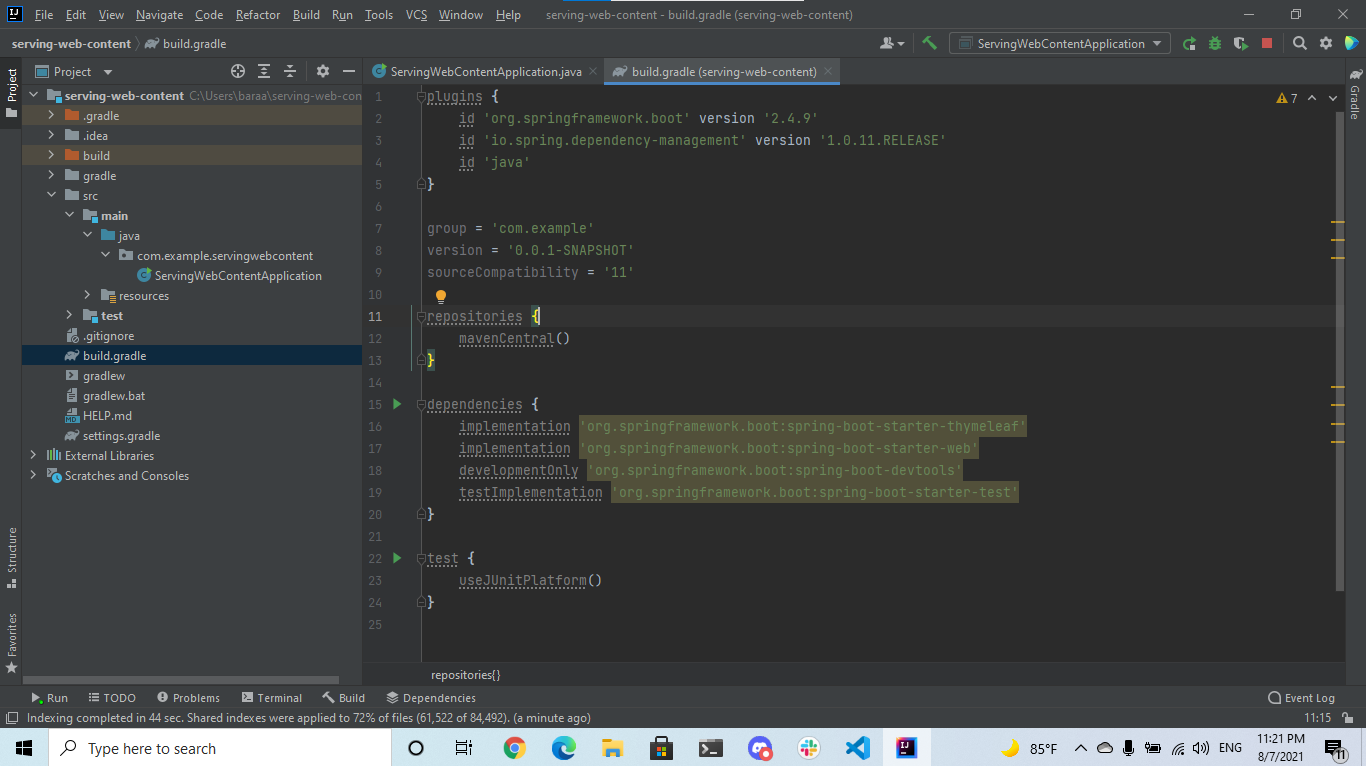 File Edit View Navigate Code Refactor Build Run Tools VCS Window Help serving-web-content - build.gradle (serving-web-content)
serving-web-content build.gradle ServingWebContentApplication
Project
Project
ServingWebContentApplication.java
build.gradle (serving-web-content)
Gradle
serving-web-content C:\Users\baraa\serving-web-con
.gradle
.idea
build
gradle
src
main
java
com.example.servingwebcontent
ServingWebContentApplication
resources
test
.gitignore
build.gradle
gradlew
gradlew.bat
HELP.md
settings.gradle
External Libraries
Scratches and Consoles
Structure
Favorites
7
1 plugins {
2 id 'org.springframework.boot' version '2.4.9'
3 id 'io.spring.dependency-management' version '1.0.11.RELEASE'
4 id 'java'
5 }
6
7 group = 'com.example'
8 version = '0.0.1-SNAPSHOT'
9 sourceCompatibility = '11'
10
11 repositories {
12 mavenCentral()
13 }
14
15 dependencies {
16 implementation 'org.springframework.boot:spring-boot-starter-thymeleaf'
17 implementation 'org.springframework.boot:spring-boot-starter-web'
18 developmentOnly 'org.springframework.boot:spring-boot-devtools'
19 testImplementation 'org.springframework.boot:spring-boot-starter-test'
20 }
21
22 test {
23 useJUnitPlatform()
24 }
25
repositories{}
Run TODO Problems Terminal Build Dependencies Event Log
Indexing completed in 44 sec. Shared indexes were applied to 72% of files (61,522 of 84,492). (a minute ago) 11:15
Type here to search
85°F
ENG
11:21 PM
8/7/2021
11